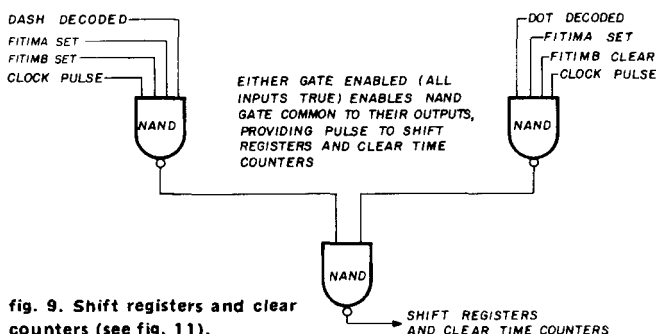 DASH DECODED
FITIMA SET
FITIMB SET
CLOCK PULSE
DOT DECODED
FITIMA SET
FITIMB CLEAR
CLOCK PULSE
EITHER GATE ENABLED (ALL
INPUTS TRUE) ENABLES NAND
GATE COMMON TO THEIR OUTPUTS,
PROVIDING PULSE TO SHIFT
REGISTERS AND CLEAR TIME
COUNTERS
NAND
NAND
NAND
SHIFT REGISTERS
AND CLEAR TIME COUNTERS
fig. 9. Shift registers and clear
counters (see fig. 11).